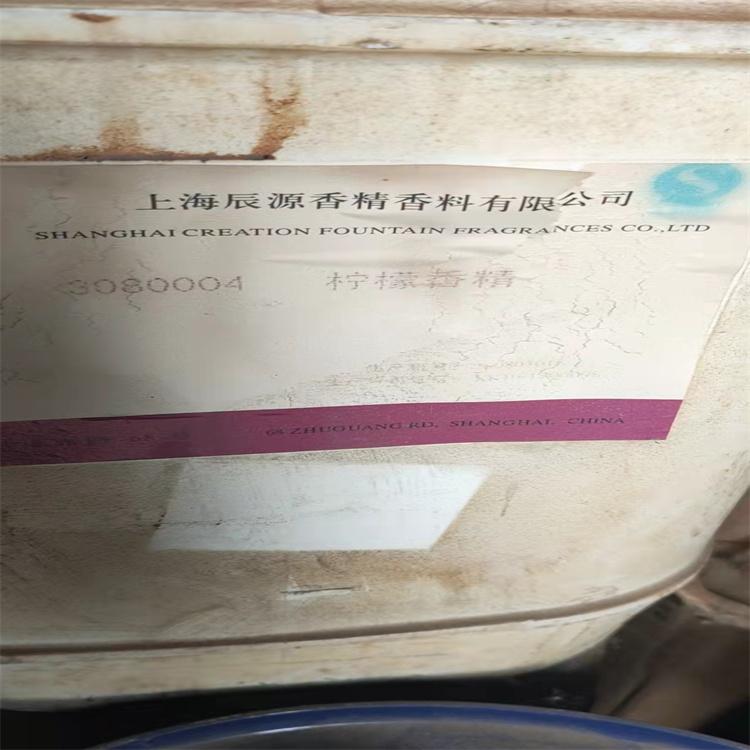 上海辰源香精香料有限公司
SHANGHAI CREATION FOUNTAIN FRAGRANCES CO.,LTD
3080004 柠檬香精
68 ZHUGUANG RD, SHANGHAI, CHINA